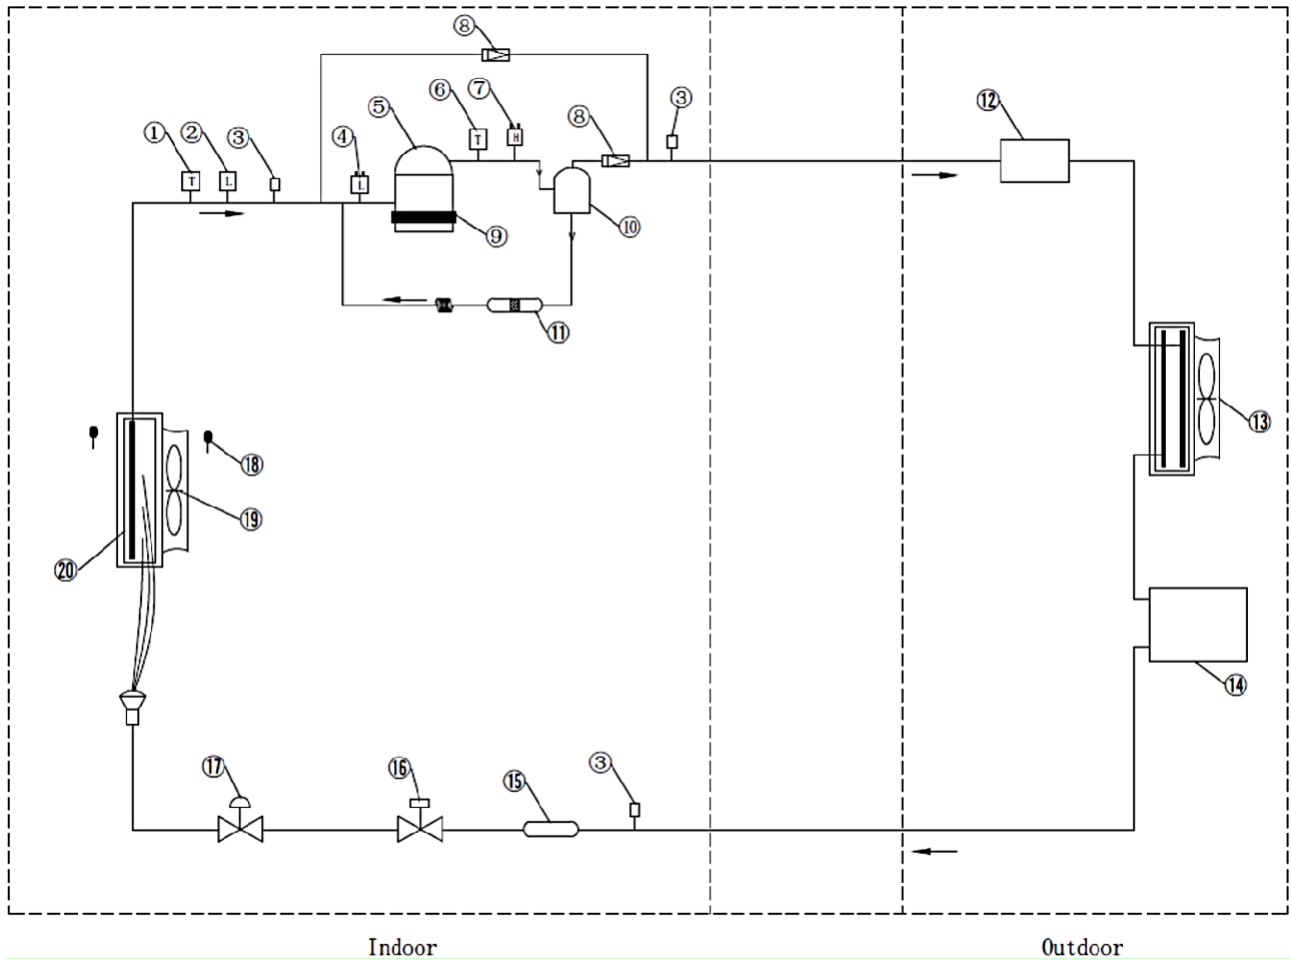 ⑧
⑥ ⑦ ③ ⑫
⑤ ⑧
① ② ③ ④
T H
T L L
⑩
⑨
⑪
⑬
⑱
⑲
⑳
⑭
⑰ ⑯ ⑮ ③
Indoor Outdoor